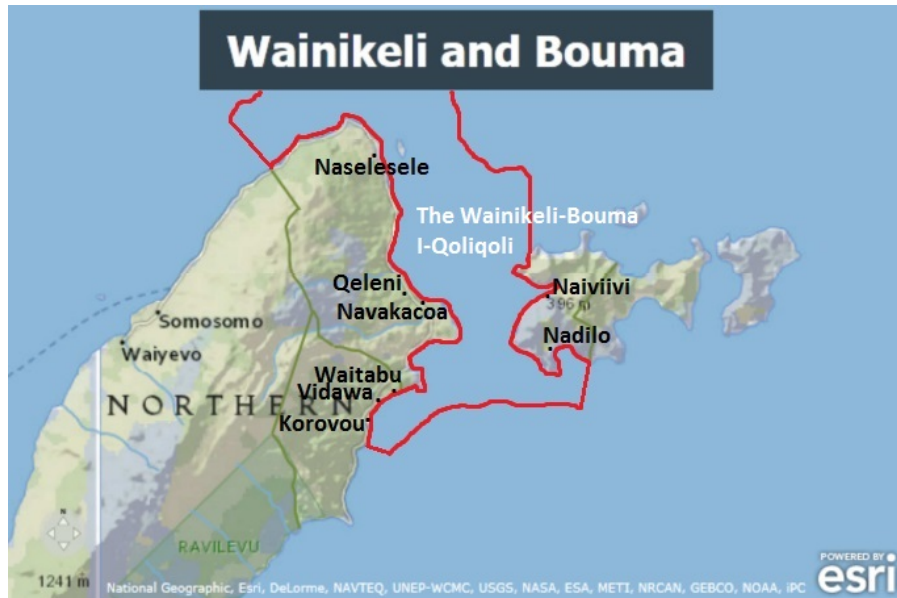 Wainikeli and Bouma
Naselesele
The Wainikeli-Bouma
I-Qoliqoli
Qeleni
Navakacoa
Naiviivi
396 m
Somosomo
Waiyevo
Nadilo
Waitabu
Vidawa
NORTHERN
Korovou
N
RAVILEVU
1241 m
National Geographic, Esri, DeLorme, NAVTEQ, UNEP-WCMC, USGS, NASA, ESA, METI, NRCAN, GEBCO, NOAA, iPC
POWERED BY
esri